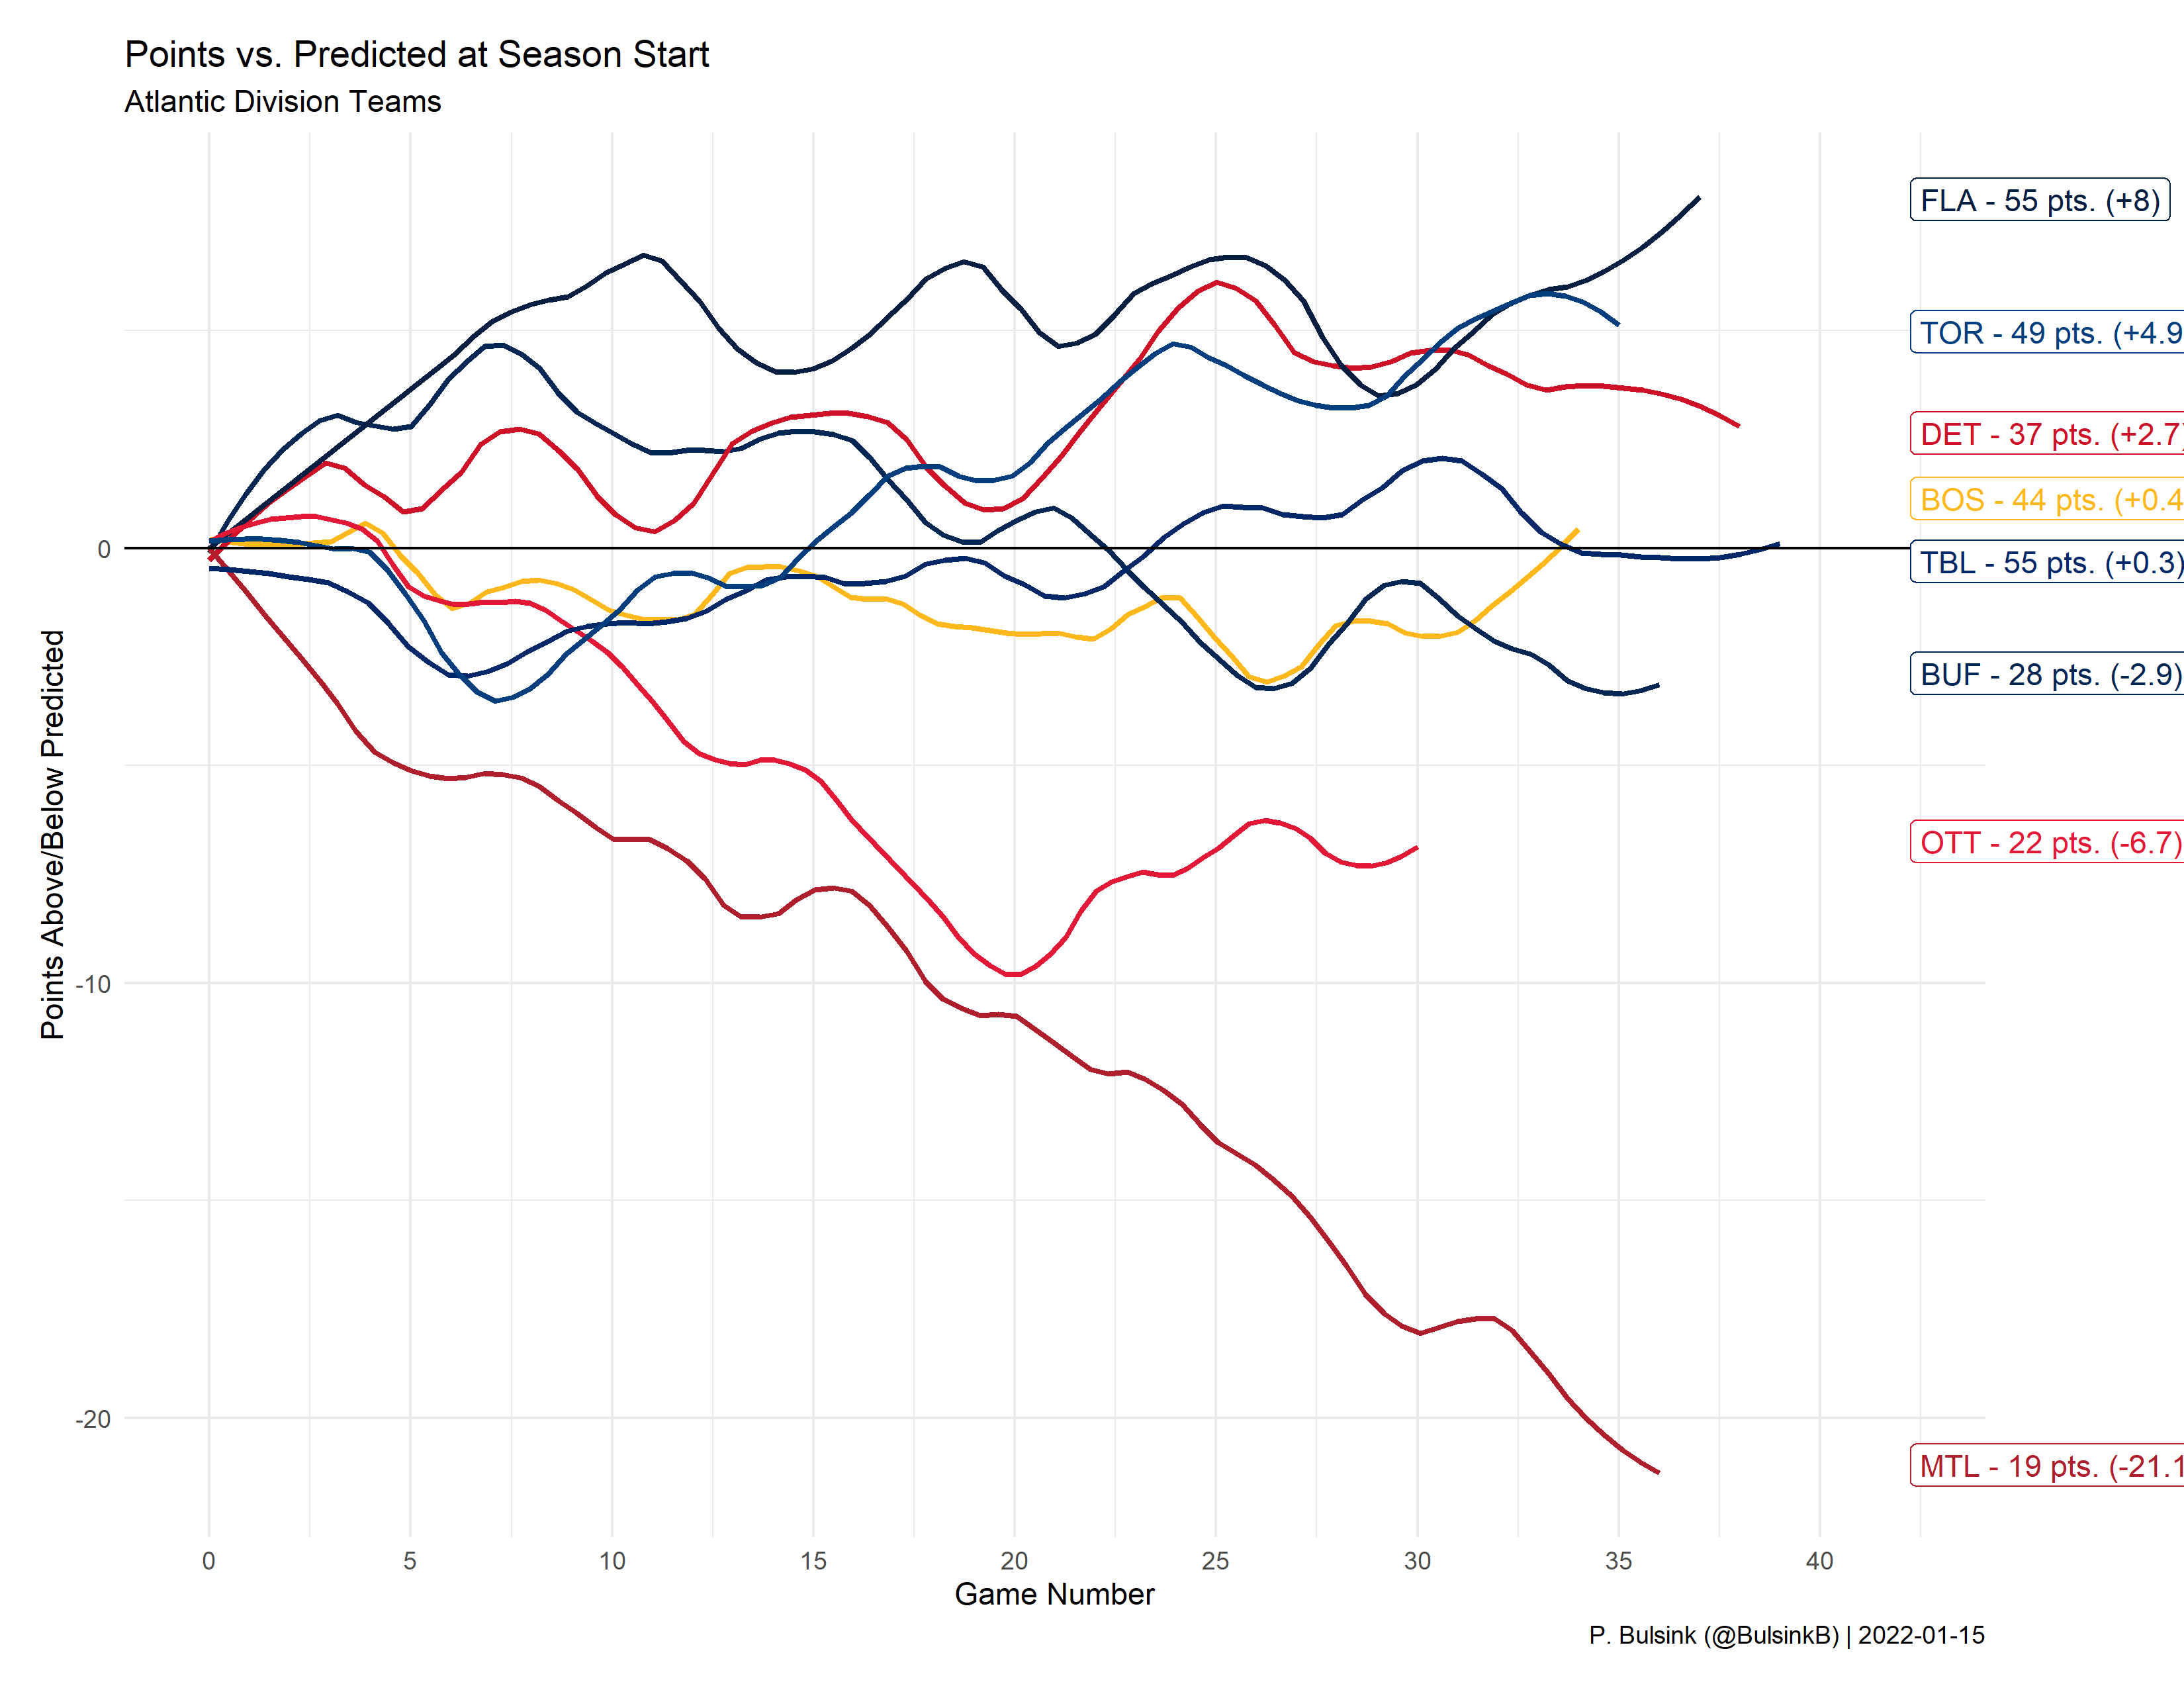 Points vs. Predicted at Season Start
Atlantic Division Teams
FLA - 55 pts. (+8)
TOR - 49 pts. (+4.9
DET - 37 pts. (+2.7)
BOS - 44 pts. (+0.4
TBL - 55 pts. (+0.3)
BUF - 28 pts. (-2.9)
OTT - 22 pts. (-6.7)
MTL - 19 pts. (-21.1
Points Above/Below Predicted
0
-10
-20
0 5 10 15 20 25 30 35 40
Game Number
P. Bulsink (@BulsinkB) | 2022-01-15